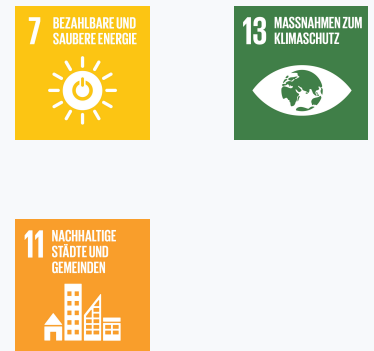 7 BEZAHLBARE UND
SAUBERE ENERGIE
13 MASSNAHMEN ZUM
KLIMASCHUTZ
11 NACHHALTIGE
STÄDTE UND
GEMEINDEN